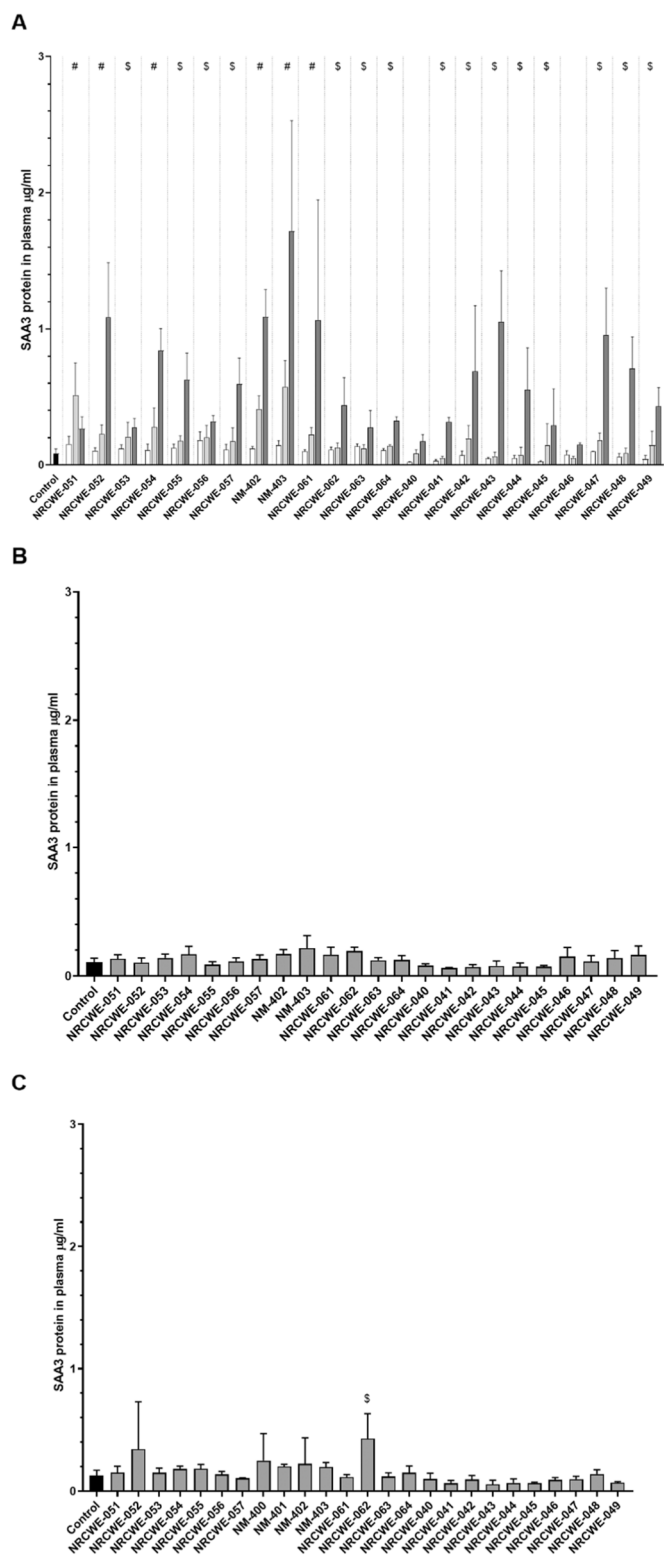 A
3
# # $ # $ $ $ # # # $ $ $ $ $ $ $ $ $ $ $
2
1
0
SAA3 protein in plasma µg/ml
Control
NRCWE-051
NRCWE-052
NRCWE-053
NRCWE-054
NRCWE-055
NRCWE-056
NRCWE-057
NM-402
NM-403
NRCWE-061
NRCWE-062
NRCWE-063
NRCWE-064
NRCWE-040
NRCWE-041
NRCWE-042
NRCWE-043
NRCWE-044
NRCWE-045
NRCWE-046
NRCWE-047
NRCWE-048
NRCWE-049
B
3
2
1
0
SAA3 protein in plasma µg/ml
Control
NRCWE-051
NRCWE-052
NRCWE-053
NRCWE-054
NRCWE-055
NRCWE-056
NRCWE-057
NM-402
NM-403
NRCWE-061
NRCWE-062
NRCWE-063
NRCWE-064
NRCWE-040
NRCWE-041
NRCWE-042
NRCWE-043
NRCWE-044
NRCWE-045
NRCWE-046
NRCWE-047
NRCWE-048
NRCWE-049
C
3
2
1
0
SAA3 protein in plasma µg/ml
$
Control
NRCWE-051
NRCWE-052
NRCWE-053
NRCWE-054
NRCWE-055
NRCWE-056
NRCWE-057
NM-400
NM-401
NM-402
NM-403
NRCWE-061
NRCWE-062
NRCWE-063
NRCWE-064
NRCWE-040
NRCWE-041
NRCWE-042
NRCWE-043
NRCWE-044
NRCWE-045
NRCWE-046
NRCWE-047
NRCWE-048
NRCWE-049